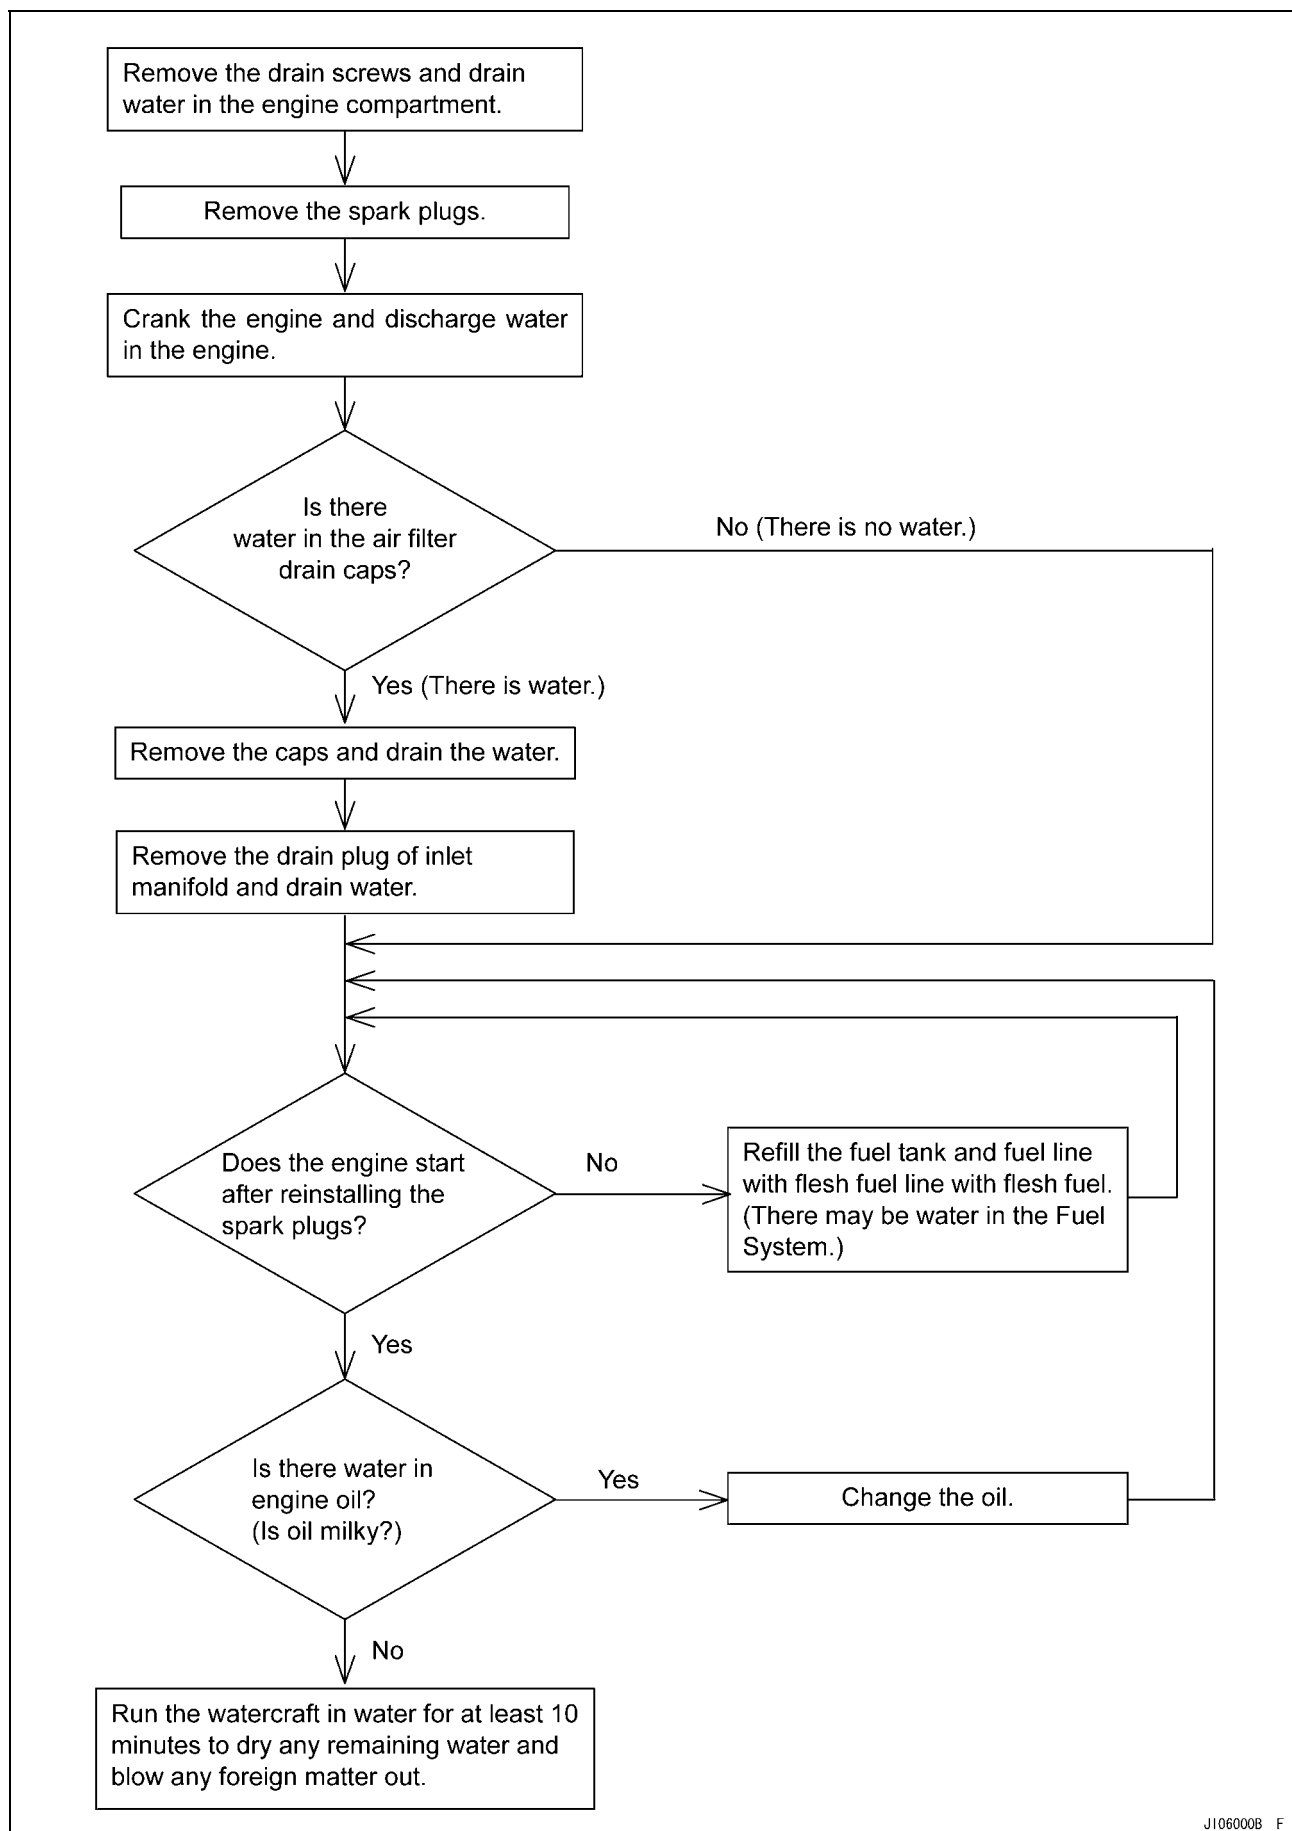 Remove the drain screws and drain
water in the engine compartment.
Remove the spark plugs.
Crank the engine and discharge water
in the engine.
Is there
water in the air filter
drain caps?
No (There is no water.)
Yes (There is water.)
Remove the caps and drain the water.
Remove the drain plug of inlet
manifold and drain water.
Does the engine start
after reinstalling the
spark plugs?
No
Refill the fuel tank and fuel line
with flesh fuel line with flesh fuel.
(There may be water in the Fuel
System.)
Yes
Is there water in
engine oil?
(Is oil milky?)
Yes
Change the oil.
No
Run the watercraft in water for at least 10
minutes to dry any remaining water and
blow any foreign matter out.
JI06000B F